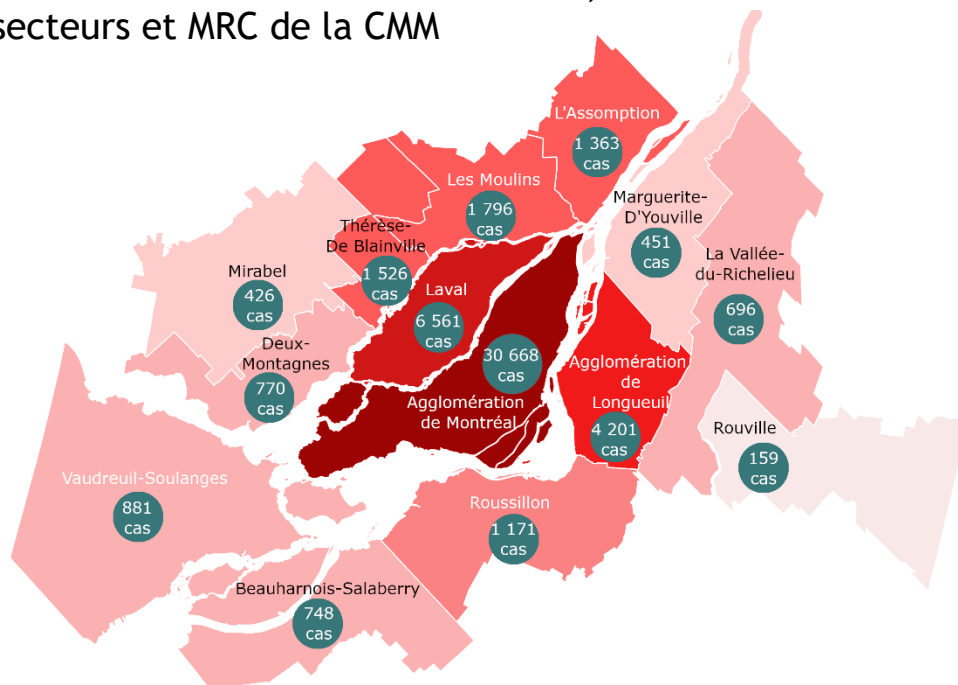 secteurs et MRC de la CMM
L'Assomption
1 363
cas
Les Moulins
1 796
cas
Marguerite-
D'Youville
451
cas
Thérèse-
De Blainville
1 526
cas
La Vallée-
du-Richelieu
696
cas
Mirabel
426
cas
Laval
6 561
cas
Deux-
Montagnes
770
cas
30 668
cas
Agglomération
de Montréal
Agglomération
de
Longueuil
4 201
cas
Rouville
159
cas
Vaudreuil-Soulanges
881
cas
Roussillon
1 171
cas
Beauharnois-Salaberry
748
cas